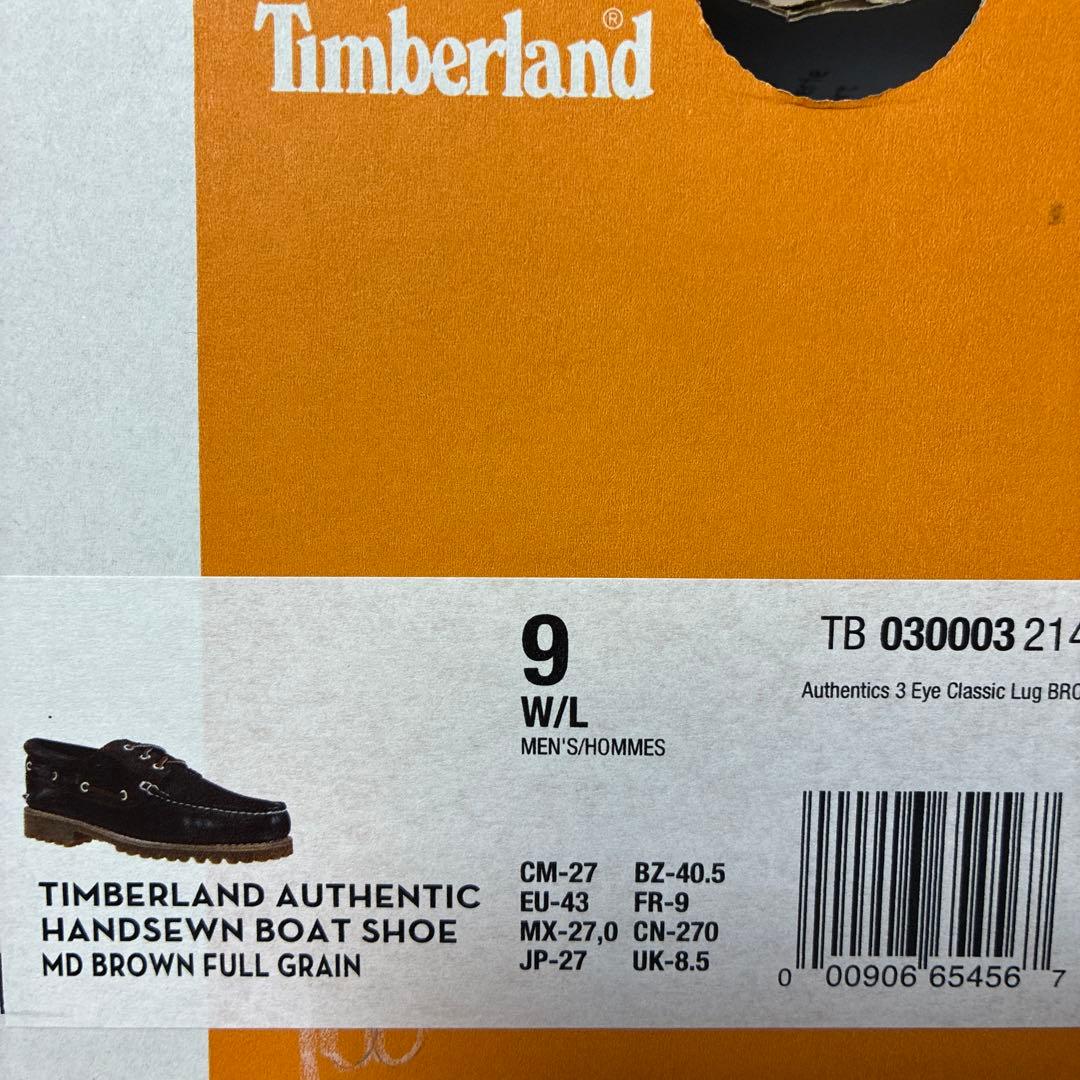 Timberland®
9
W/L
MEN'S/HOMMES
TB 030003 214
Authentics 3 Eye Classic Lug BRO
TIMBERLAND AUTHENTIC
HANDSEWN BOAT SHOE
MD BROWN FULL GRAIN
CM-27 BZ-40.5
EU-43 FR-9
MX-27,0 CN-270
JP-27 UK-8.5
0 00906 65456 7